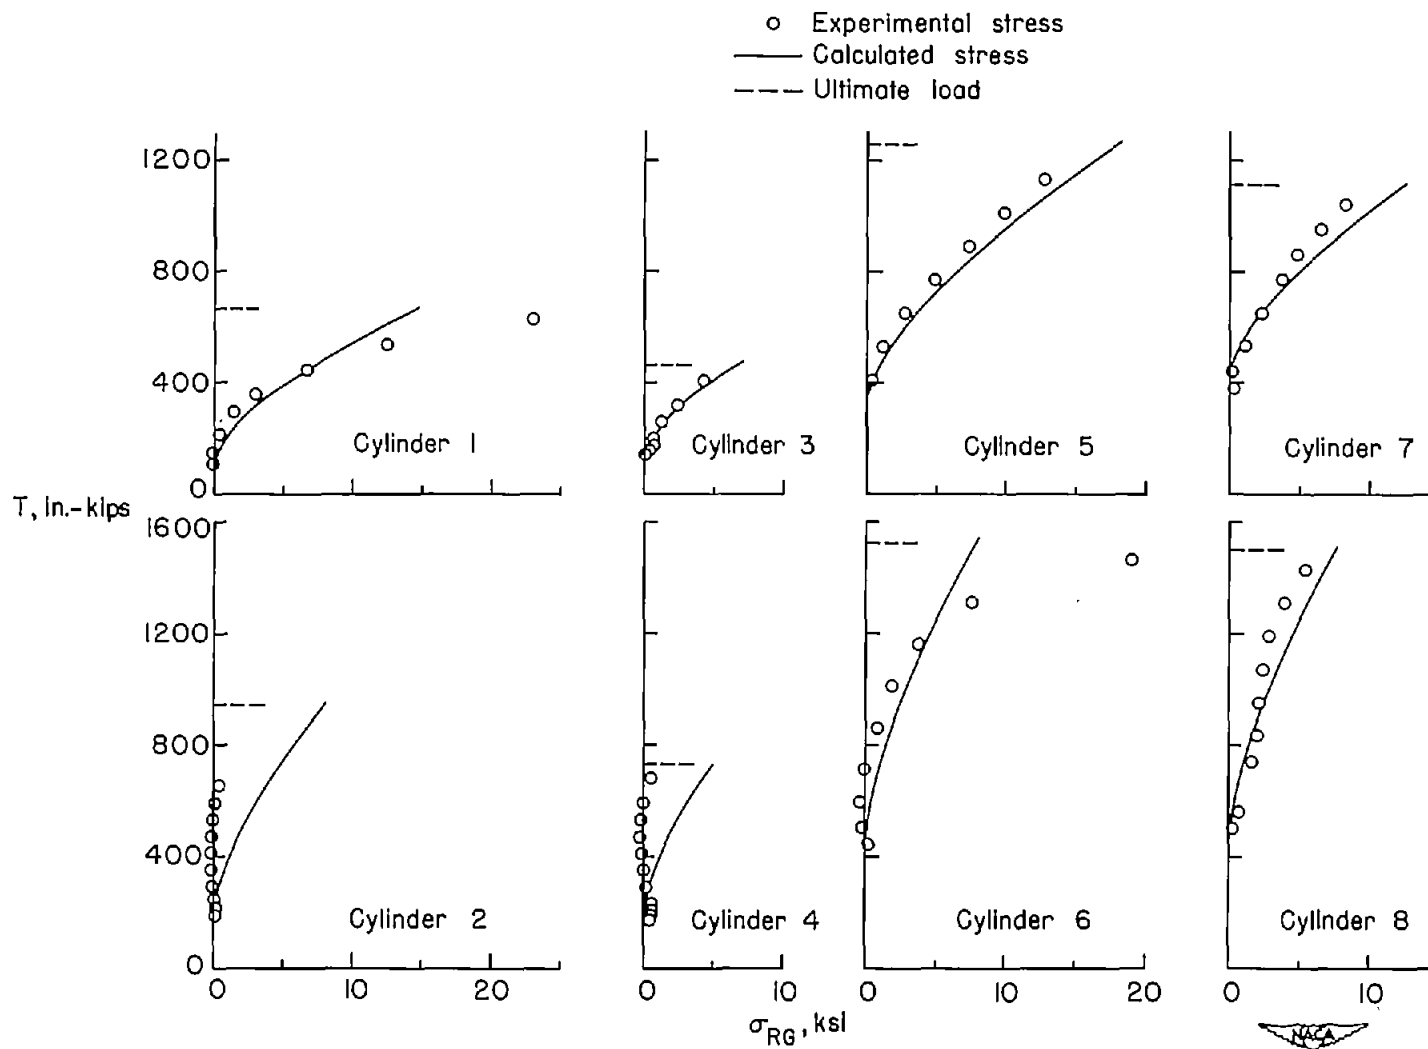 Experimental stress
Calculated stress
Ultimate load
1200
800
400
0
Cylinder 1
Cylinder 3
Cylinder 5
Cylinder 7
T, in.-kips
1600
1200
800
400
0
Cylinder 2
Cylinder 4
Cylinder 6
Cylinder 8
0 10 20
0 10
0 10 20
0 10
σRG, ksi
NACA